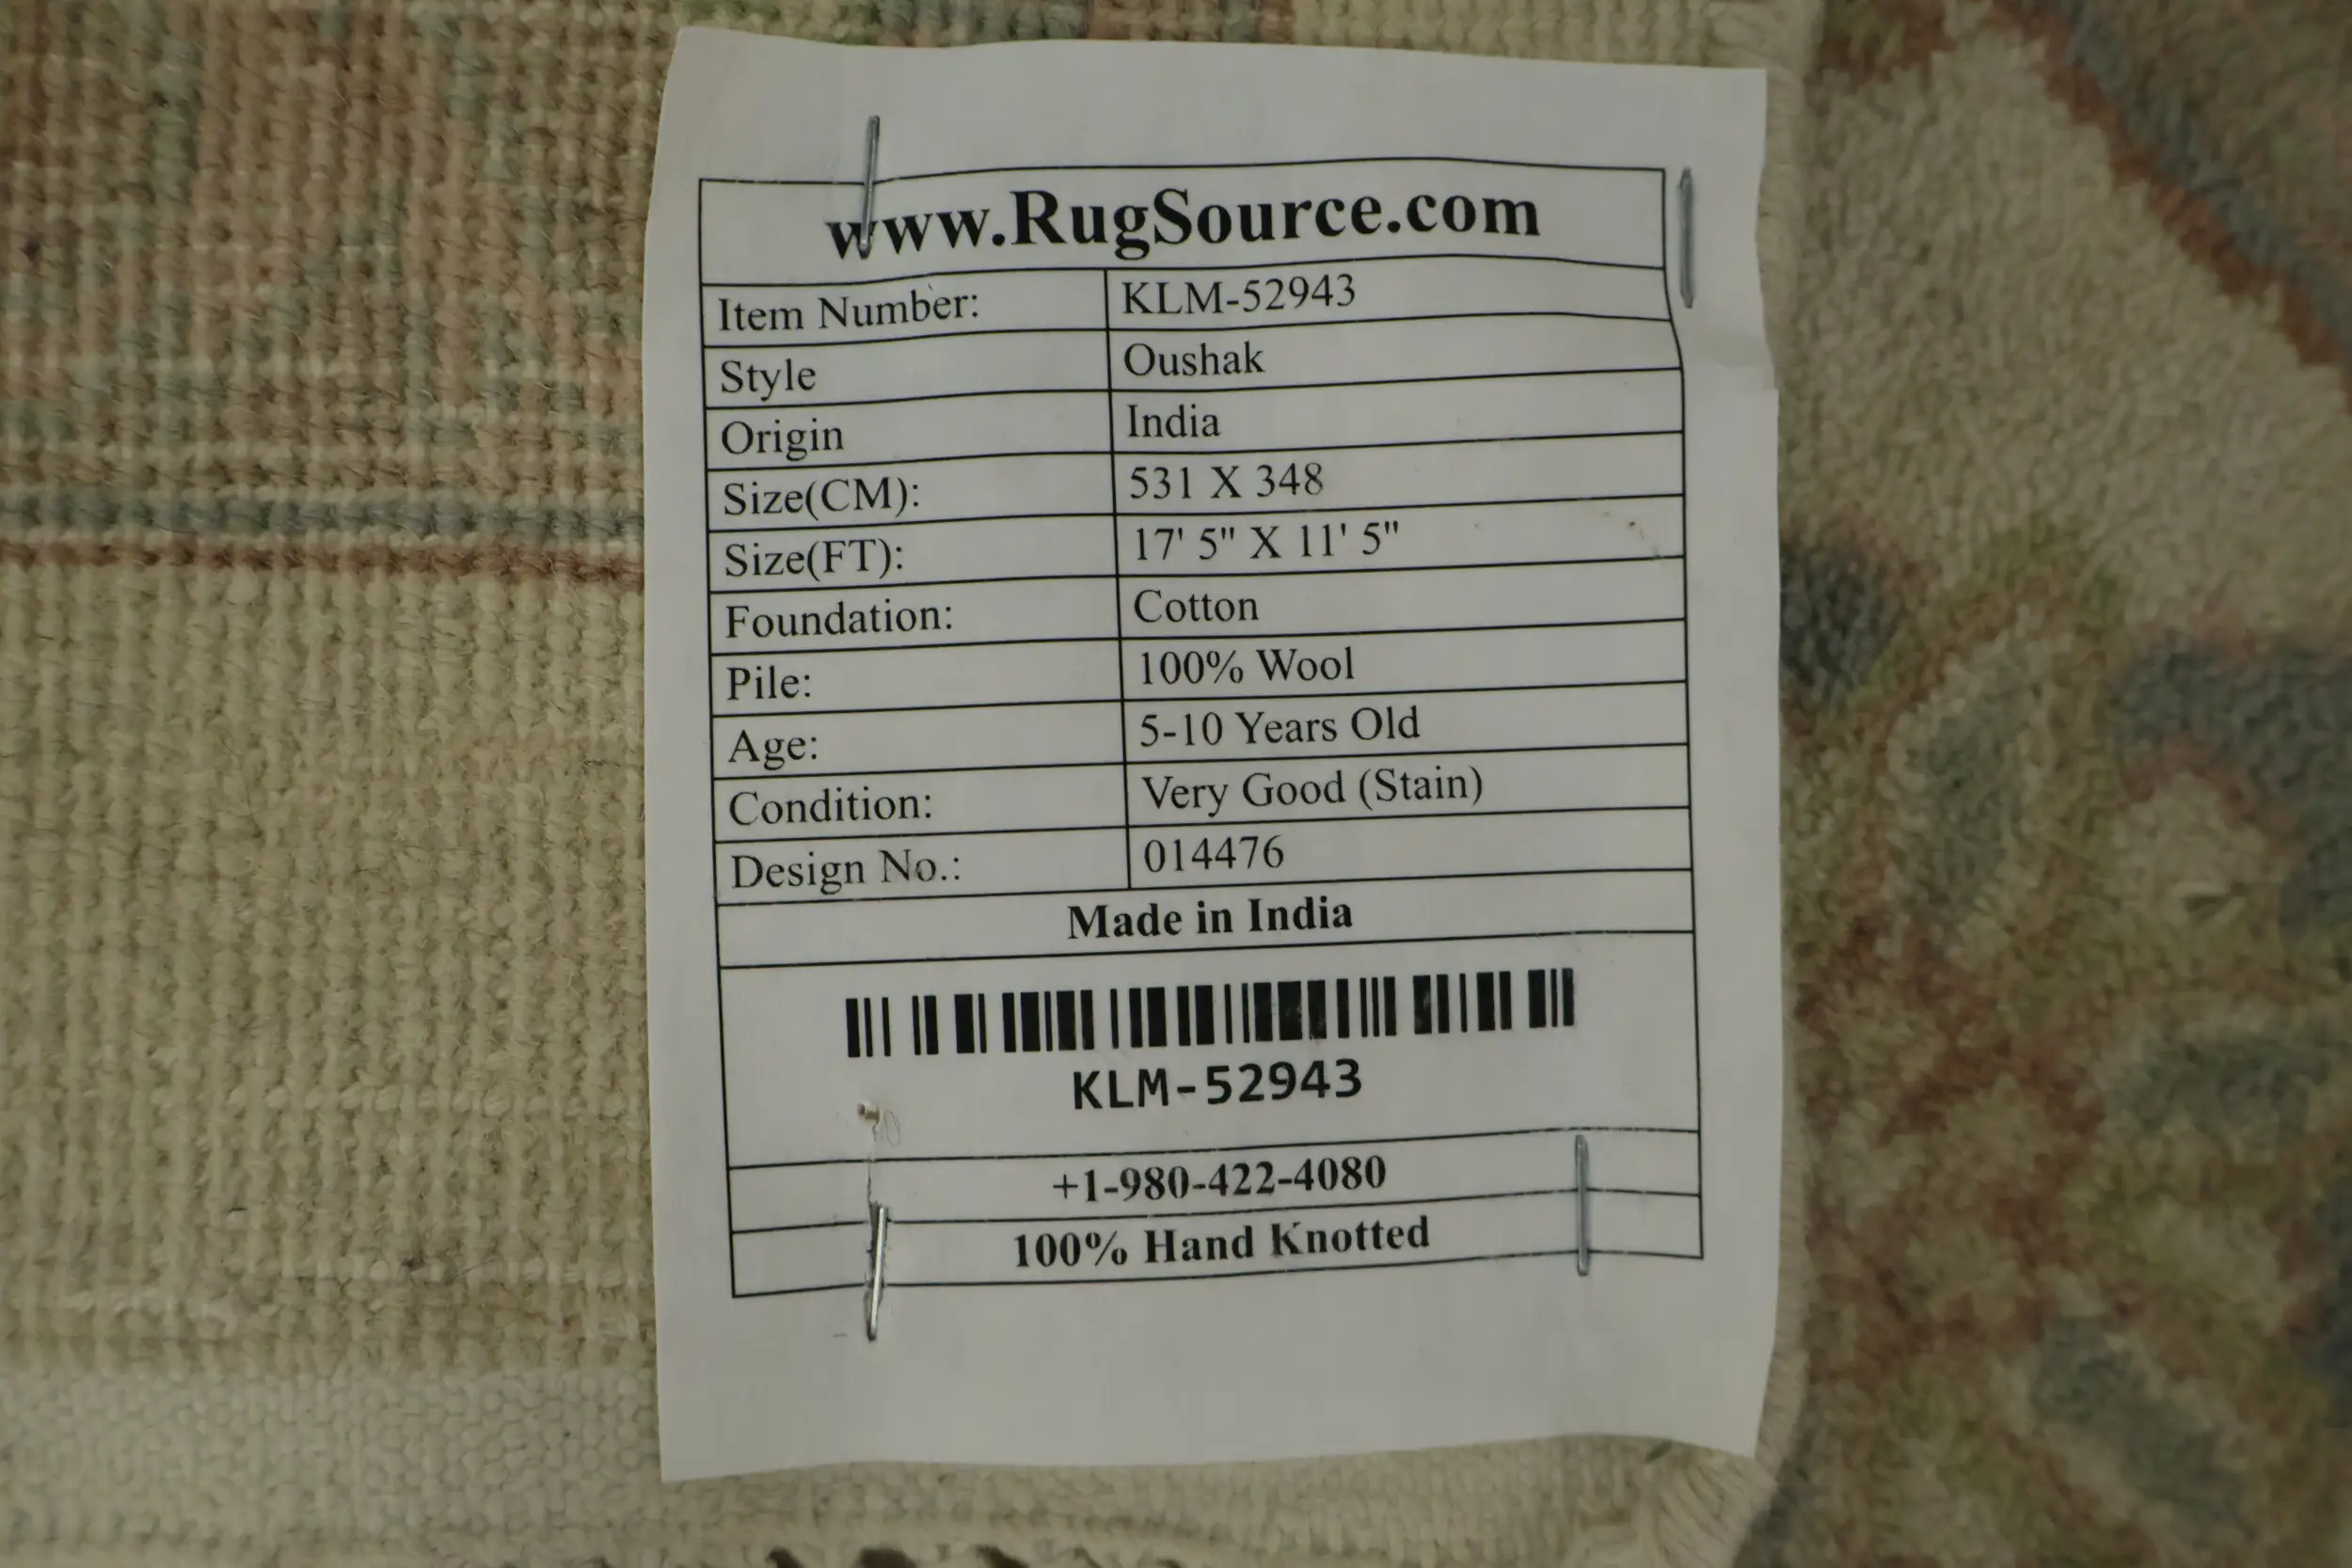 www.RugSource.com
Item Number: KLM-52943
Style Oushak
Origin India
Size(CM): 531 X 348
Size(FT): 17' 5" X 11' 5"
Foundation: Cotton
Pile: 100% Wool
Age: 5-10 Years Old
Condition: Very Good (Stain)
Design No.: 014476
Made in India
KLM-52943
+1-980-422-4080
100% Hand Knotted